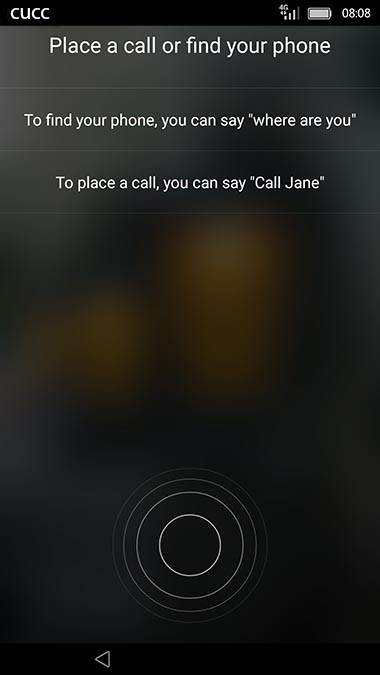 CUCC
4G
08:08
Place a call or find your phone
To find your phone, you can say "where are you"
To place a call, you can say "Call Jane"